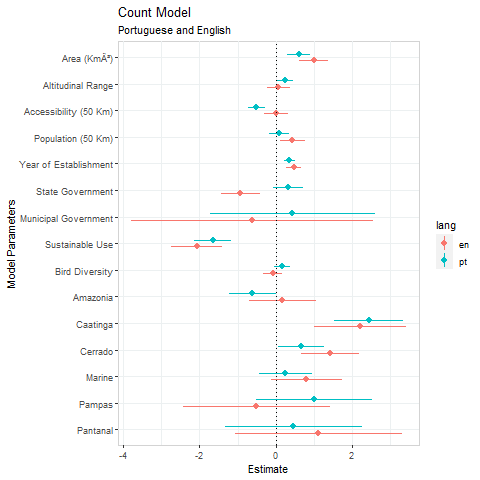 Count Model
Portuguese and English
Model Parameters
Area (KmÂ²)
Altitudinal Range
Accessibility (50 Km)
Population (50 Km)
Year of Establishment
State Government
Municipal Government
Sustainable Use
Bird Diversity
Amazonia
Caatinga
Cerrado
Marine
Pampas
Pantanal
-4 -2 0 2
Estimate
lang
en
pt